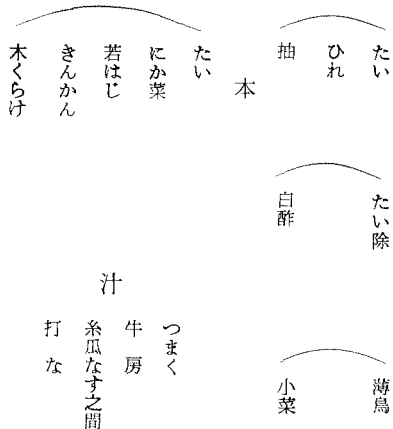 たい
ひれ
抽
たい除
白酢
薄鳥
小菜
本
たい
にか菜
若はじ
きんかん
木くらけ
汁
つまく
牛房
糸瓜なす之間
打な